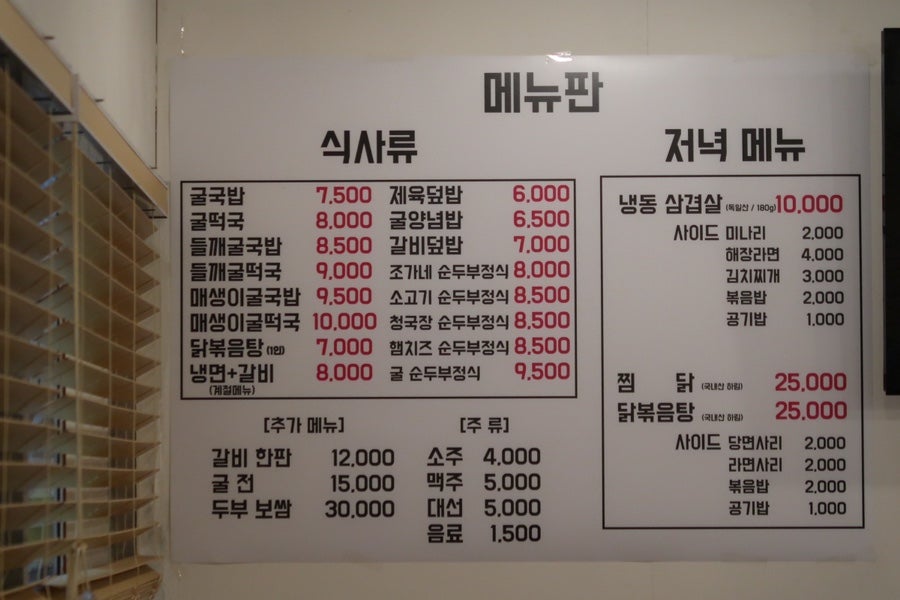 메뉴판
식사류
굴국밥 7,500
굴떡국 8,000
들깨굴국밥 8,500
들깨굴떡국 9,000
매생이굴국밥 9,500
매생이굴떡국 10,000
닭볶음탕 (1인) 7,000
냉면+갈비 8,000
(계절메뉴)
제육덮밥 6,000
굴양념밥 6,500
갈비덮밥 7,000
조가네 순두부정식 8,000
소고기 순두부정식 8,500
청국장 순두부정식 8,500
햄치즈 순두부정식 8,500
굴 순두부정식 9,500
[추가 메뉴]
갈비 한판 12,000
굴 전 15,000
두부 보쌈 30,000
[주 류]
소주 4,000
맥주 5,000
대선 5,000
음료 1,500
저녁 메뉴
냉동 삼겹살 (독일산 / 180g) 10,000
사이드 미나리 2,000
해장라면 4,000
김치찌개 3,000
볶음밥 2,000
공기밥 1,000
찜 닭 (국내산 하림) 25,000
닭볶음탕 (국내산 하림) 25,000
사이드 당면사리 2,000
라면사리 2,000
볶음밥 2,000
공기밥 1,000